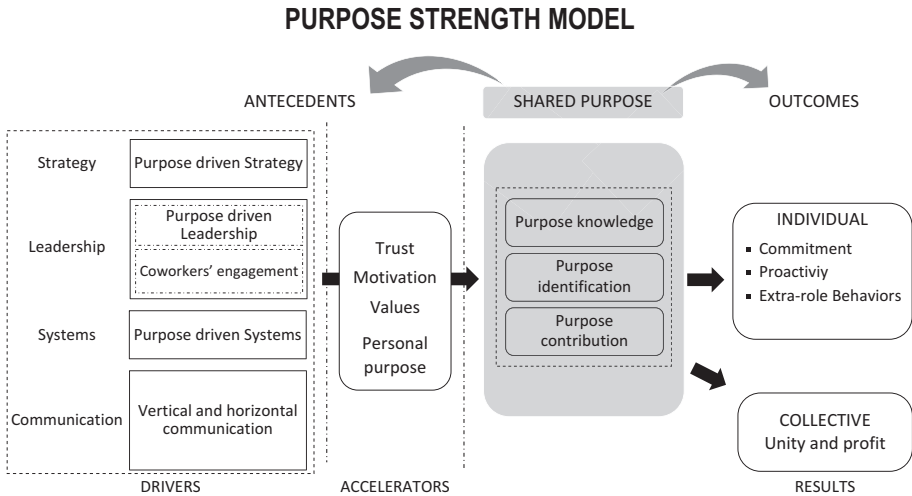 PURPOSE STRENGTH MODEL
ANTECEDENTS
SHARED PURPOSE
OUTCOMES
Strategy
Purpose driven Strategy
Leadership
Purpose driven
Leadership
Coworkers’ engagement
Systems
Purpose driven Systems
Communication
Vertical and horizontal
communication
DRIVERS
Trust
Motivation
Values
Personal
purpose
ACCELERATORS
Purpose knowledge
Purpose
identification
Purpose
contribution
INDIVIDUAL
▪ Commitment
▪ Proactiviy
▪ Extra-role Behaviors
COLLECTIVE
Unity and profit
RESULTS